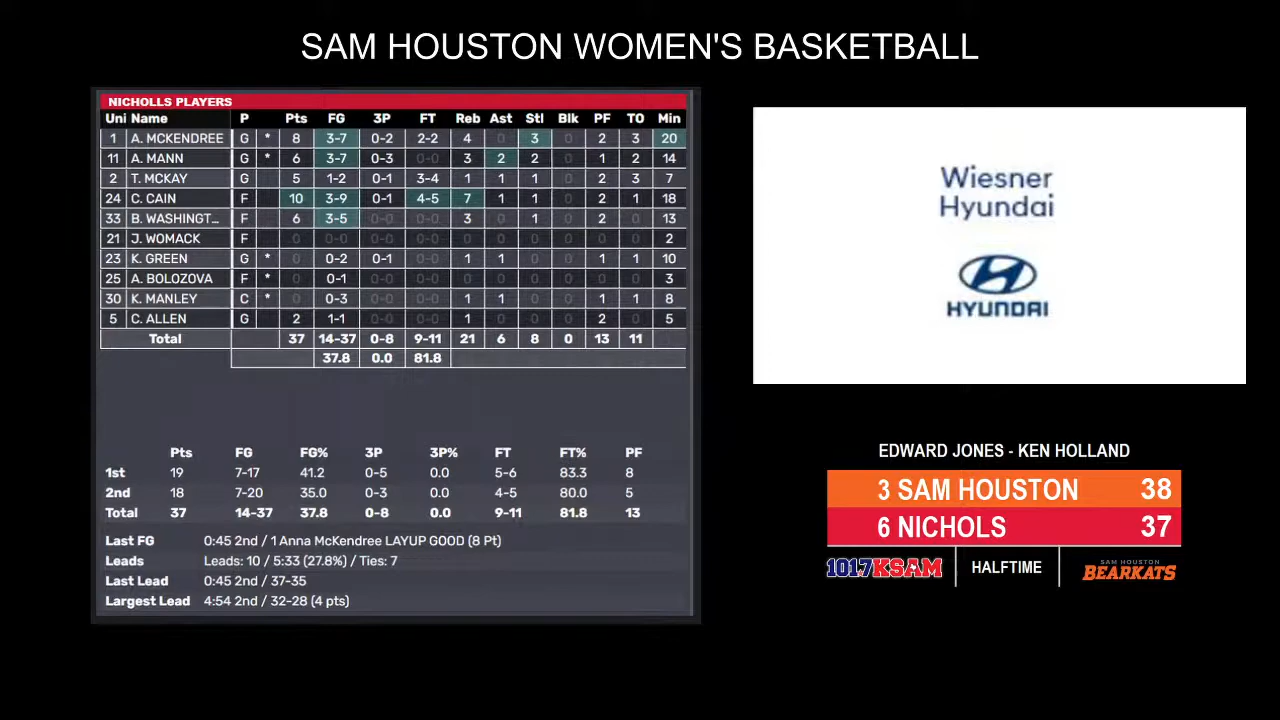 SAM HOUSTON WOMEN'S BASKETBALL
NICHOLLS PLAYERS
Uni Name P Pts FG 3P FT Reb Ast Stl Blk PF TO Min
1 A. MCKENDREE G * 8 3-7 0-2 2-2 4 0 3 0 2 3 20
11 A. MANN G * 6 3-7 0-3 0-0 3 2 2 0 1 2 14
2 T. MCKAY G 5 1-2 0-1 3-4 1 1 1 0 2 3 7
24 C. CAIN F 10 3-9 0-1 4-5 7 1 1 0 2 1 18
33 B. WASHINGT... F 6 3-5 0-0 0-0 3 0 1 0 2 0 13
21 J. WOMACK F 0 0-0 0-0 0-0 0 0 0 0 0 0 2
23 K. GREEN G * 0 0-2 0-1 0-0 1 1 0 0 1 1 10
25 A. BOLOZOVA F * 0 0-1 0-0 0-0 0 0 0 0 0 0 3
30 K. MANLEY C * 0 0-3 0-0 0-0 1 1 0 0 1 1 8
5 C. ALLEN G 2 1-1 0-0 0-0 1 0 0 0 2 0 5
Total 37 14-37 0-8 9-11 21 6 8 0 13 11
37.8 0.0 81.8
Pts FG FG% 3P 3P% FT FT% PF
1st 19 7-17 41.2 0-5 0.0 5-6 83.3 8
2nd 18 7-20 35.0 0-3 0.0 4-5 80.0 5
Total 37 14-37 37.8 0-8 0.0 9-11 81.8 13
Last FG 0:45 2nd / 1 Anna McKendree LAYUP GOOD (8 Pt)
Leads Leads: 10 / 5:33 (27.8%) / Ties: 7
Last Lead 0:45 2nd / 37-35
Largest Lead 4:54 2nd / 32-28 (4 pts)
Wiesner
Hyundai
HYUNDAI
EDWARD JONES - KEN HOLLAND
3 SAM HOUSTON 38
6 NICHOLS 37
101.7 KSAM HALFTIME SAM HOUSTON
BEARKATS